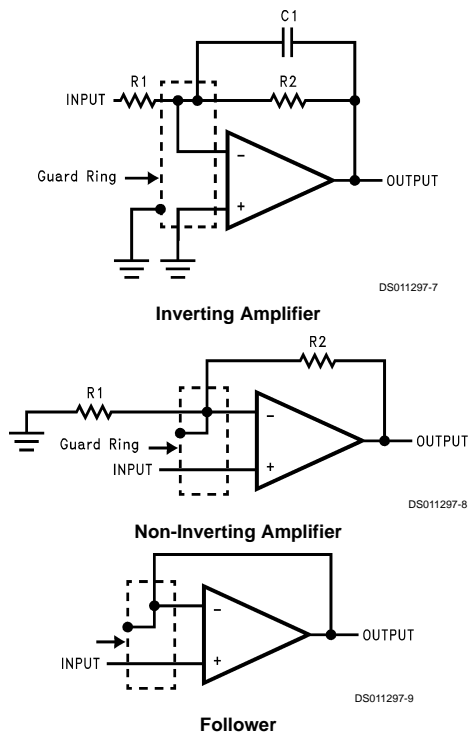 C1
R1
INPUT
R2
−
Guard Ring
OUTPUT
+
DS011297-7
Inverting Amplifier
R2
R1
−
Guard Ring
OUTPUT
INPUT
+
DS011297-8
Non-Inverting Amplifier
−
OUTPUT
INPUT
+
DS011297-9
Follower